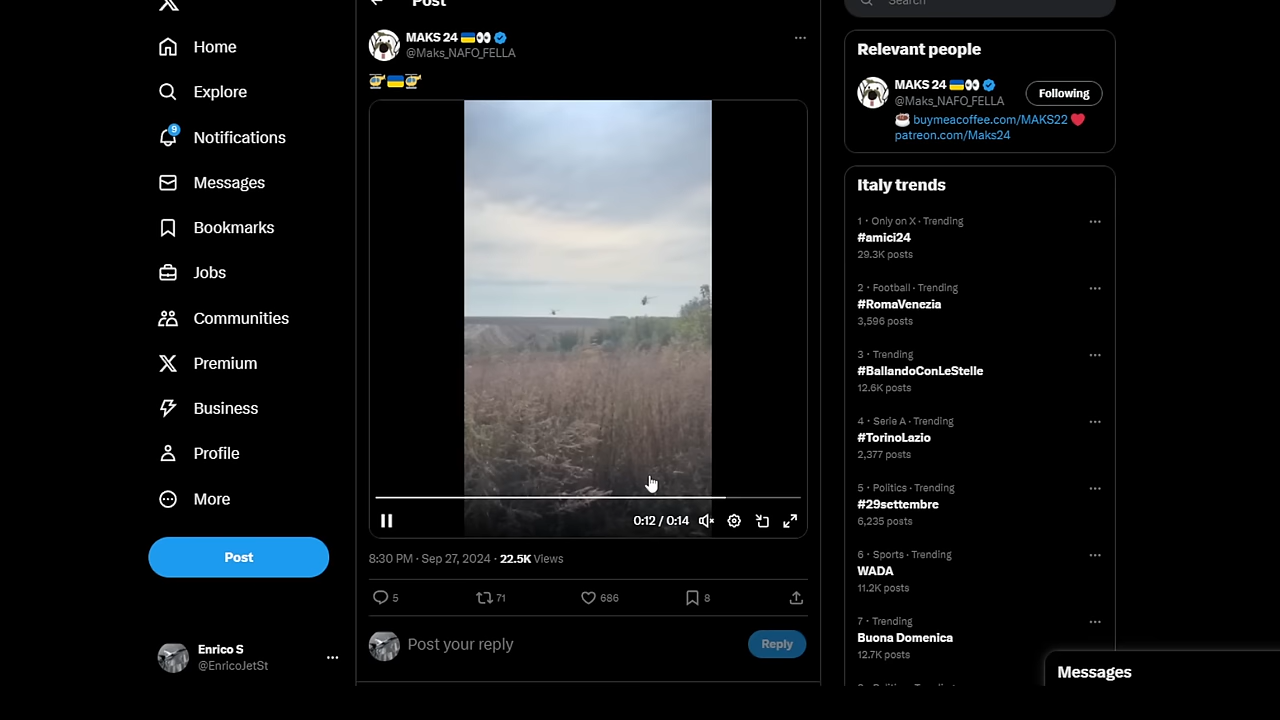 Post
Search
MAKS 24 🇺🇦👀
@Maks_NAFO_FELLA
🚁🇺🇦🚁
Home
Explore
9
Notifications
Messages
Bookmarks
Jobs
Communities
Premium
Business
Profile
More
Post
Enrico S
@EnricoJetSt
0:12 / 0:14
8:30 PM · Sep 27, 2024 · 22.5K Views
5
71
686
8
Post your reply
Reply
Relevant people
MAKS 24 🇺🇦👀
@Maks_NAFO_FELLA
Following
☕ buymeacoffee.com/MAKS22 ❤️
patreon.com/Maks24
Italy trends
1 · Only on X · Trending
#amici24
29.3K posts
2 · Football · Trending
#RomaVenezia
3,596 posts
3 · Trending
#BallandoConLeStelle
12.6K posts
4 · Serie A · Trending
#TorinoLazio
2,377 posts
5 · Politics · Trending
#29settembre
6,235 posts
6 · Sports · Trending
WADA
11.2K posts
7 · Trending
Buona Domenica
12.7K posts
Messages